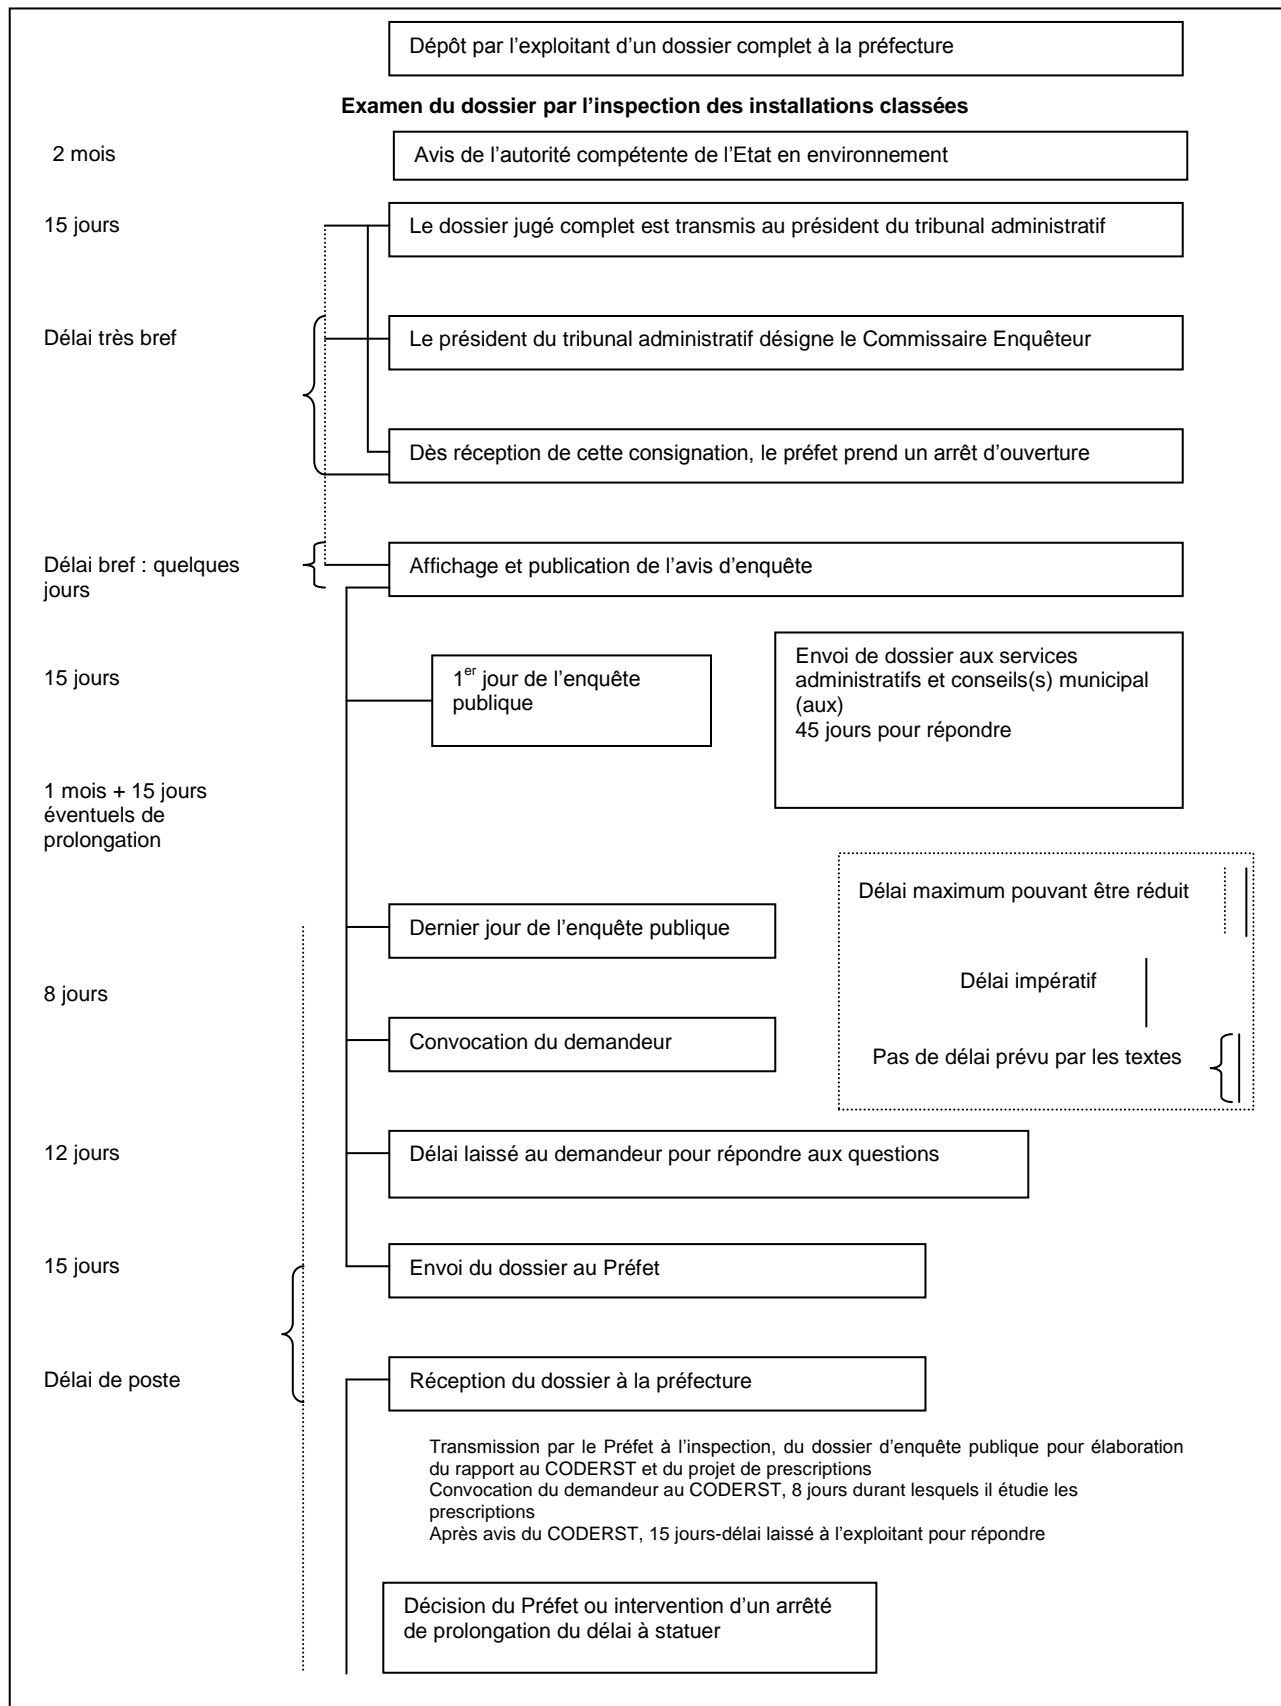 Dépôt par l’exploitant d’un dossier complet à la préfecture
Examen du dossier par l’inspection des installations classées
2 mois
Avis de l’autorité compétente de l’Etat en environnement
15 jours
Le dossier jugé complet est transmis au président du tribunal administratif
Délai très bref
Le président du tribunal administratif désigne le Commissaire Enquêteur
Dès réception de cette consignation, le préfet prend un arrêt d’ouverture
Délai bref : quelques
jours
Affichage et publication de l’avis d’enquête
15 jours
1er jour de l’enquête
publique
Envoi de dossier aux services
administratifs et conseils(s) municipal
(aux)
45 jours pour répondre
1 mois + 15 jours
éventuels de
prolongation
Délai maximum pouvant être réduit
Dernier jour de l’enquête publique
Délai impératif
8 jours
Convocation du demandeur
Pas de délai prévu par les textes
12 jours
Délai laissé au demandeur pour répondre aux questions
15 jours
Envoi du dossier au Préfet
Délai de poste
Réception du dossier à la préfecture
Transmission par le Préfet à l’inspection, du dossier d’enquête publique pour élaboration
du rapport au CODERST et du projet de prescriptions
Convocation du demandeur au CODERST, 8 jours durant lesquels il étudie les
prescriptions
Après avis du CODERST, 15 jours-délai laissé à l’exploitant pour répondre
Décision du Préfet ou intervention d’un arrêté
de prolongation du délai à statuer